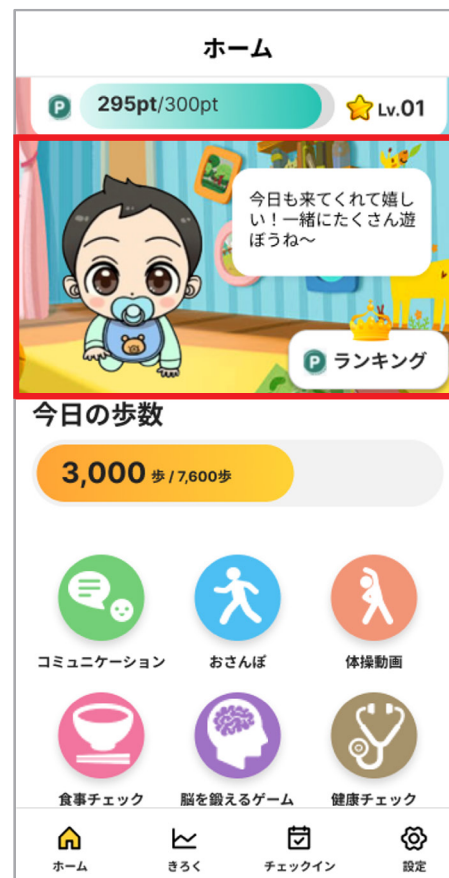 ホーム
P 295pt/300pt Lv.01
今日も来てくれて嬉し
い！一緒にたくさん遊
ぼうね〜
P ランキング
今日の歩数
3,000 歩 / 7,600歩
コミュニケーション おさんぽ 体操動画
食事チェック 脳を鍛えるゲーム 健康チェック
ホーム きろく チェックイン 設定